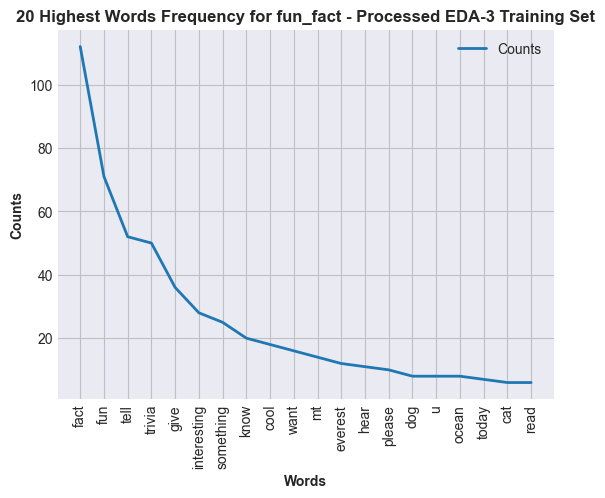 20 Highest Words Frequency for fun_fact - Processed EDA-3 Training Set
Counts
Counts
100
80
60
40
20
fact
fun
tell
trivia
give
interesting
something
know
cool
want
mt
everest
hear
please
dog
u
ocean
today
cat
read
Words